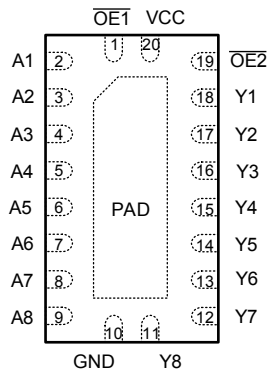 OE1 VCC
1 20
A1 2 19 OE2
A2 3 18 Y1
A3 4 17 Y2
A4 5 16 Y3
A5 6 PAD 15 Y4
A6 7 14 Y5
A7 8 13 Y6
A8 9 12 Y7
10 11
GND Y8